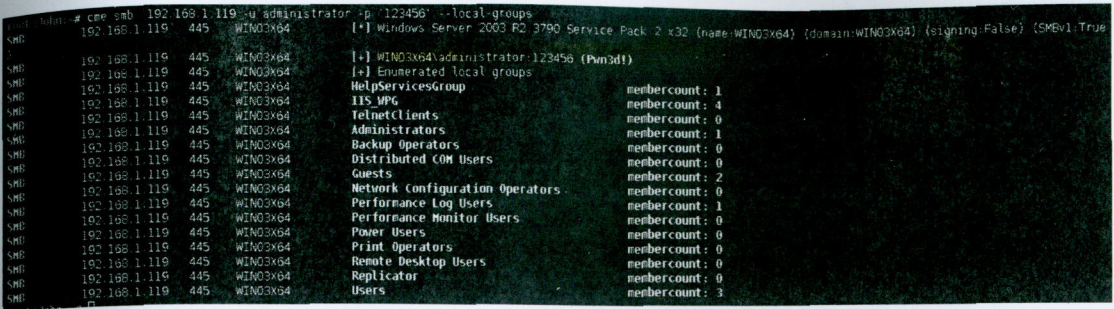 # cme smb 192.168.1.119 -u administrator -p '123456' --local-groups
SMB 192.168.1.119 445 WIN03X64 [*] Windows Server 2003 R2 3790 Service Pack 2 x32 (name:WIN03X64) (domain:WIN03X64) (signing:False) (SMBv1:True
SMB 192.168.1.119 445 WIN03X64 [+] WIN03X64\administrator:123456 (Pwn3d!)
SMB 192.168.1.119 445 WIN03X64 [+] Enumerated local groups
SMB 192.168.1.119 445 WIN03X64 HelpServicesGroup membercount: 1
SMB 192.168.1.119 445 WIN03X64 IIS_WPG membercount: 4
SMB 192.168.1.119 445 WIN03X64 TelnetClients membercount: 0
SMB 192.168.1.119 445 WIN03X64 Administrators membercount: 1
SMB 192.168.1.119 445 WIN03X64 Backup Operators membercount: 0
SMB 192.168.1.119 445 WIN03X64 Distributed COM Users membercount: 0
SMB 192.168.1.119 445 WIN03X64 Guests membercount: 2
SMB 192.168.1.119 445 WIN03X64 Network Configuration Operators membercount: 0
SMB 192.168.1.119 445 WIN03X64 Performance Log Users membercount: 1
SMB 192.168.1.119 445 WIN03X64 Performance Monitor Users membercount: 0
SMB 192.168.1.119 445 WIN03X64 Power Users membercount: 0
SMB 192.168.1.119 445 WIN03X64 Print Operators membercount: 0
SMB 192.168.1.119 445 WIN03X64 Remote Desktop Users membercount: 0
SMB 192.168.1.119 445 WIN03X64 Replicator membercount: 0
SMB 192.168.1.119 445 WIN03X64 Users membercount: 3